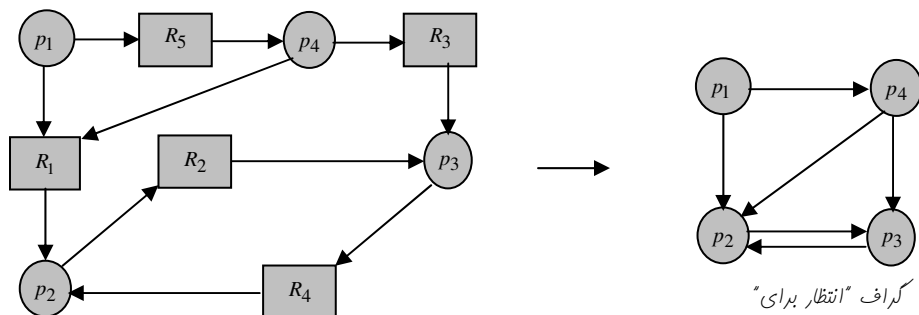 p1 R5 p4 R3
p1 p4
R1 R2 p3
p2 p3
p2 R4
گراف "انتظار برای"